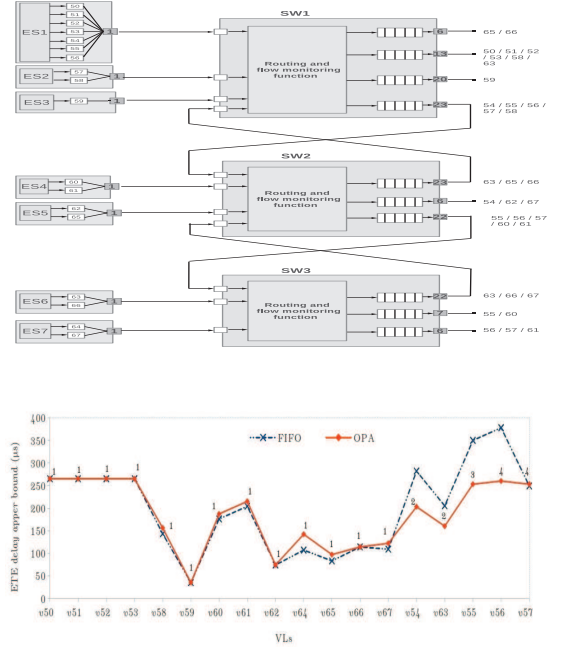 SW1
ES1
50
51
52
53
54
55
56
1
Routing and
flow monitoring
function
6
65 / 66
13
50 / 51 / 52
/ 53 / 58 /
63
ES2
57
58
1
20
59
ES3
59
1
23
54 / 55 / 56 /
57 / 58
SW2
ES4
60
61
1
Routing and
flow monitoring
function
23
63 / 65 / 66
6
54 / 62 / 67
ES5
62
65
1
22
55 / 56 / 57
/ 60 / 61
SW3
ES6
63
66
1
Routing and
flow monitoring
function
22
63 / 66 / 67
7
55 / 60
ES7
64
67
1
6
56 / 57 / 61
ETE delay upper bound (µs)
400
350
300
250
200
150
100
50
0
FIFO
OPA
1 1 1 1 1 1 1 1 1 1 1 1 1 2 2 3 4 4
v50 v51 v52 v53 v58 v59 v60 v61 v62 v64 v65 v66 v67 v54 v63 v55 v56 v57
VLs